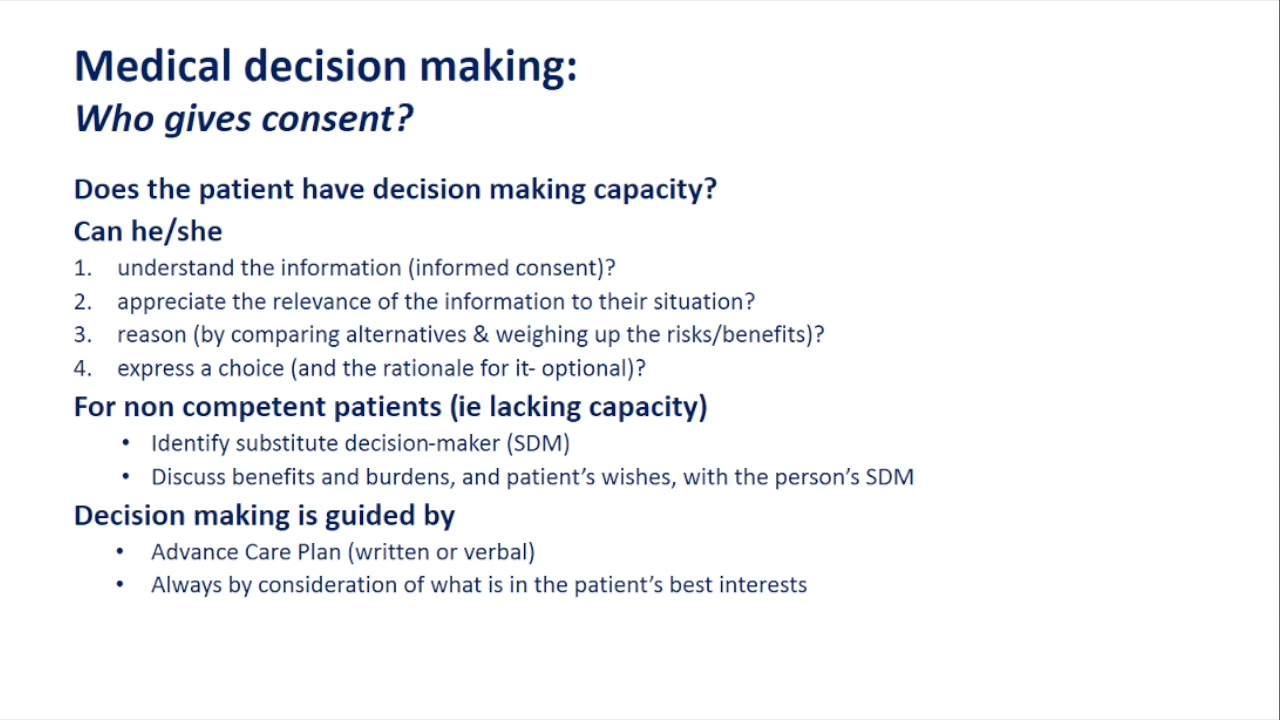 Medical decision making:
Who gives consent?
Does the patient have decision making capacity?
Can he/she
1. understand the information (informed consent)?
2. appreciate the relevance of the information to their situation?
3. reason (by comparing alternatives & weighing up the risks/benefits)?
4. express a choice (and the rationale for it- optional)?
For non competent patients (ie lacking capacity)
• Identify substitute decision-maker (SDM)
• Discuss benefits and burdens, and patient's wishes, with the person's SDM
Decision making is guided by
• Advance Care Plan (written or verbal)
• Always by consideration of what is in the patient's best interests